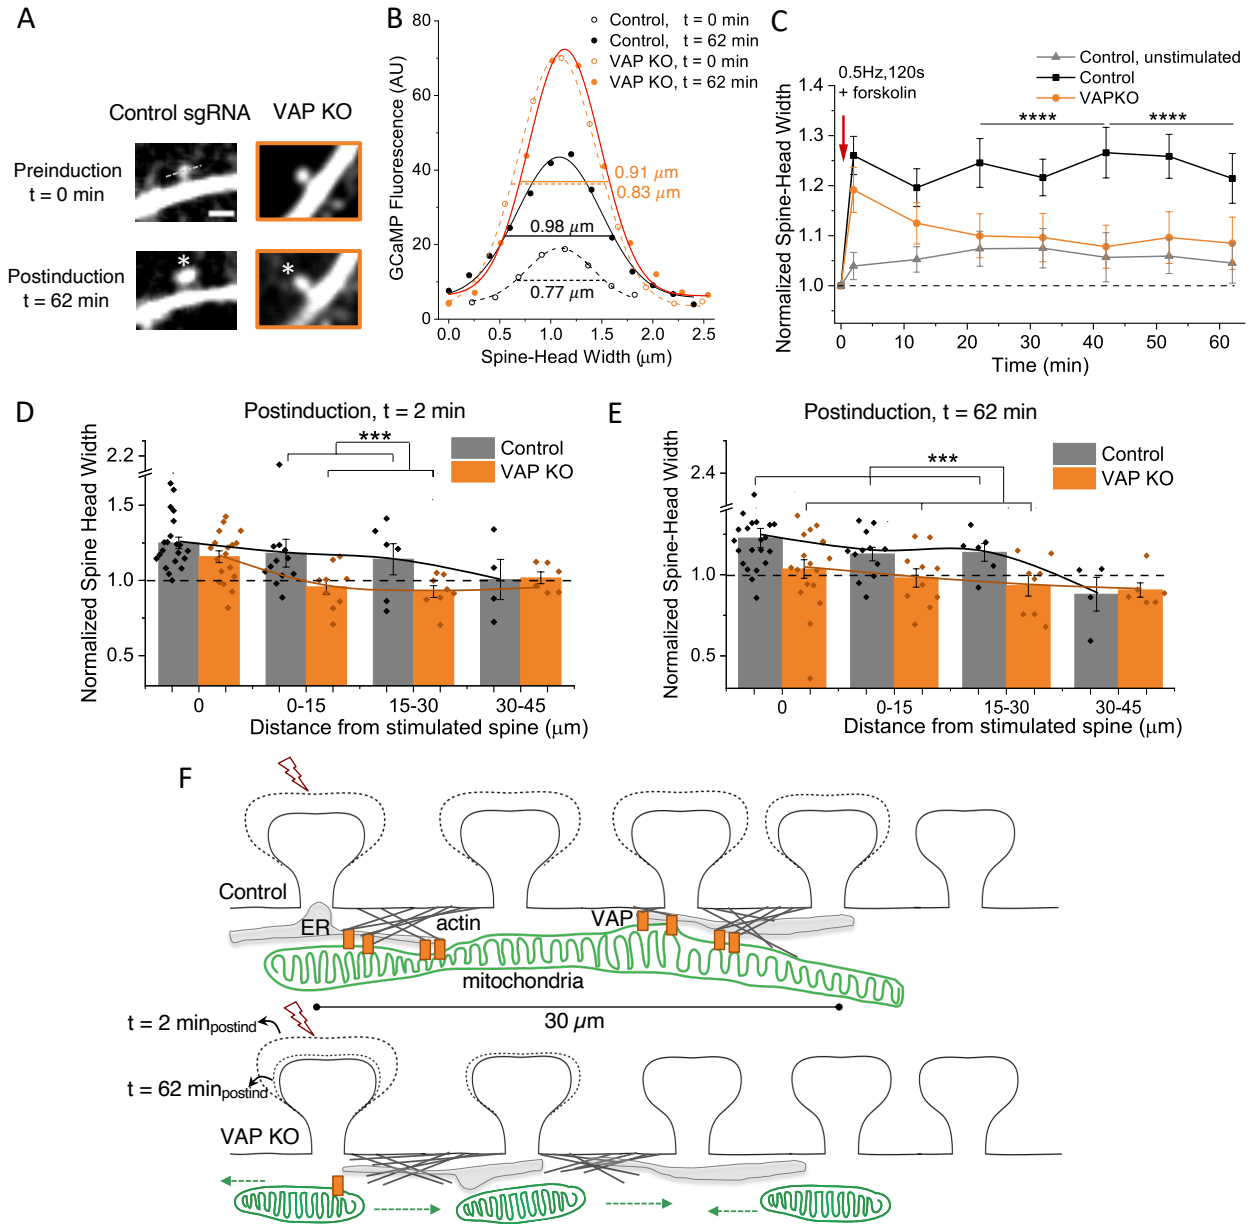 A
Control sgRNA
VAP KO
Preinduction
t = 0 min
Postinduction
t = 62 min
*
*
B
80
60
40
20
0
GCaMP Fluorescence (AU)
Control, t = 0 min
Control, t = 62 min
VAP KO, t = 0 min
VAP KO, t = 62 min
0.91 µm
0.83 µm
0.98 µm
0.77 µm
0.0 0.5 1.0 1.5 2.0 2.5
Spine-Head Width (µm)
C
Control, unstimulated
Control
VAPKO
0.5Hz,120s
+ forskolin
**** ****
1.4
1.3
1.2
1.1
1.0
Normalized Spine-Head Width
0 10 20 30 40 50 60
Time (min)
D
Postinduction, t = 2 min
Control
VAP KO
***
2.2
1.5
1.0
0.5
Normalized Spine Head Width
0 0-15 15-30 30-45
Distance from stimulated spine (µm)
E
Postinduction, t = 62 min
Control
VAP KO
***
2.4
1.0
0.5
Normalized Spine-Head Width
0 0-15 15-30 30-45
Distance from stimulated spine (µm)
F
Control
ER
actin
VAP
mitochondria
30 µm
t = 2 min postind
t = 62 min postind
VAP KO